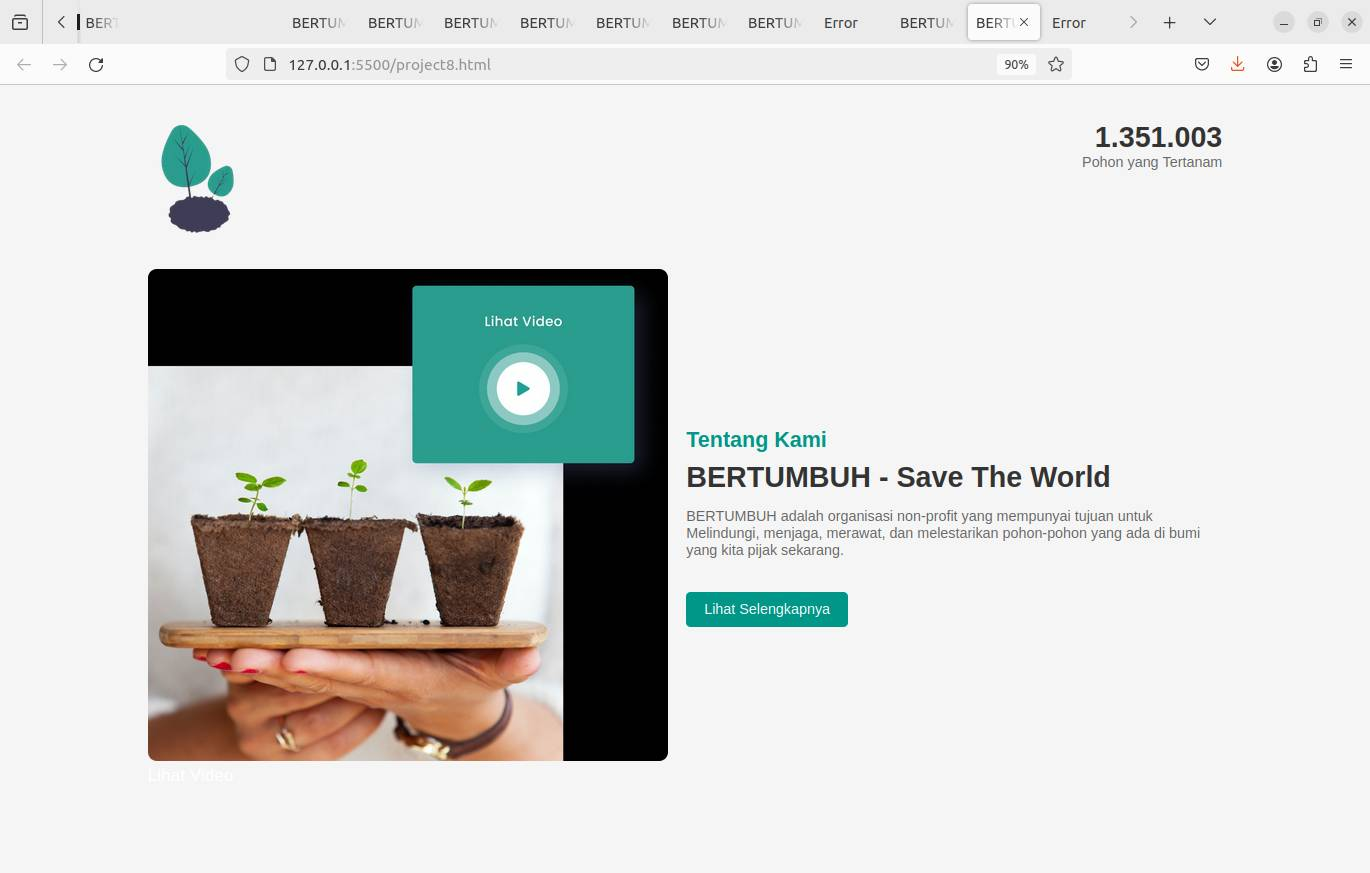 BERT
BERTUM
BERTUM
BERTUM
BERTUM
BERTUM
BERTUM
BERTUM
Error
BERTUM
BERTU
Error
127.0.0.1:5500/project8.html
90%
1.351.003
Pohon yang Tertanam
Lihat Video
Tentang Kami
BERTUMBUH - Save The World
BERTUMBUH adalah organisasi non-profit yang mempunyai tujuan untuk
Melindungi, menjaga, merawat, dan melestarikan pohon-pohon yang ada di bumi
yang kita pijak sekarang.
Lihat Selengkapnya
Lihat Video